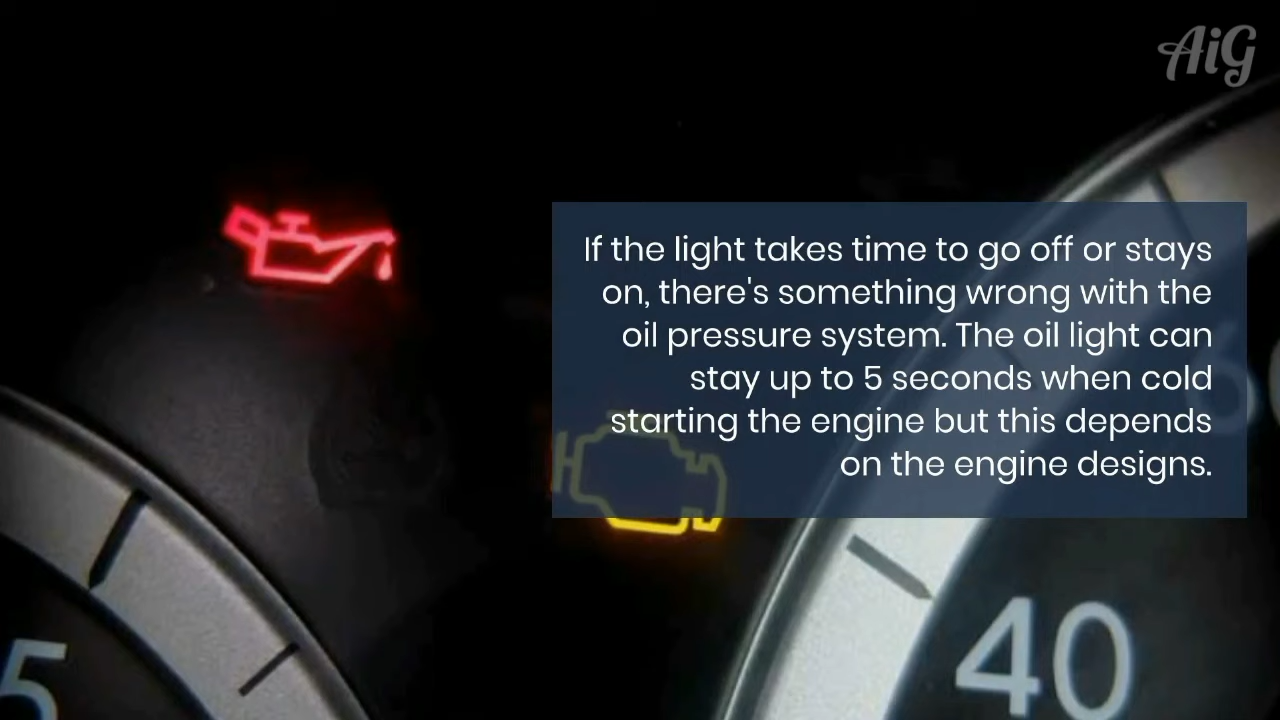 AiG
If the light takes time to go off or stays
on, there's something wrong with the
oil pressure system. The oil light can
stay up to 5 seconds when cold
starting the engine but this depends
on the engine designs.
5
40